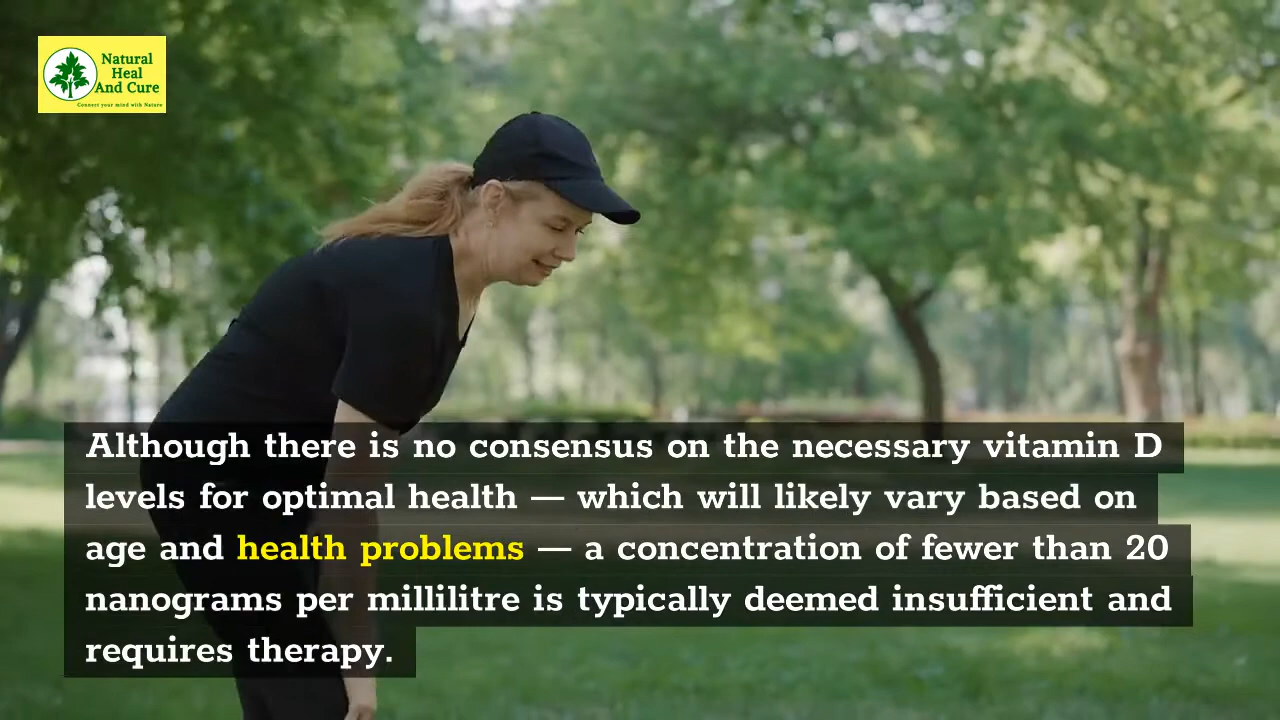 Natural
Heal
And Cure
Connect your mind with Nature
Although there is no consensus on the necessary vitamin D
levels for optimal health — which will likely vary based on
age and health problems — a concentration of fewer than 20
nanograms per millilitre is typically deemed insufficient and
requires therapy.